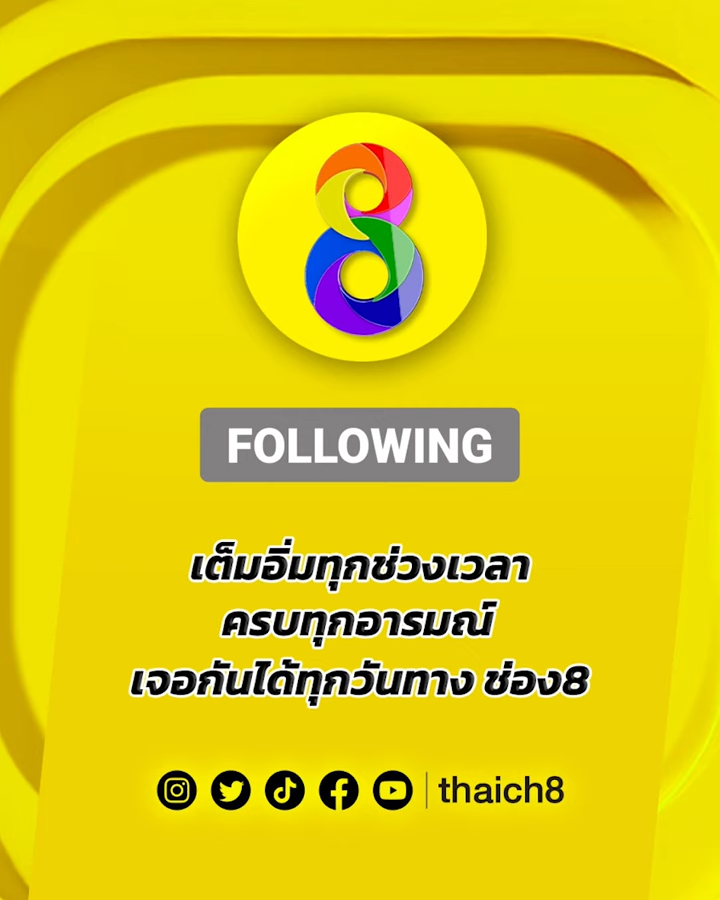 8
FOLLOWING
เต็มอิ่มทุกช่วงเวลา
ครบทุกอารมณ์
เจอกันได้ทุกวันทาง ช่อง8
thaich8